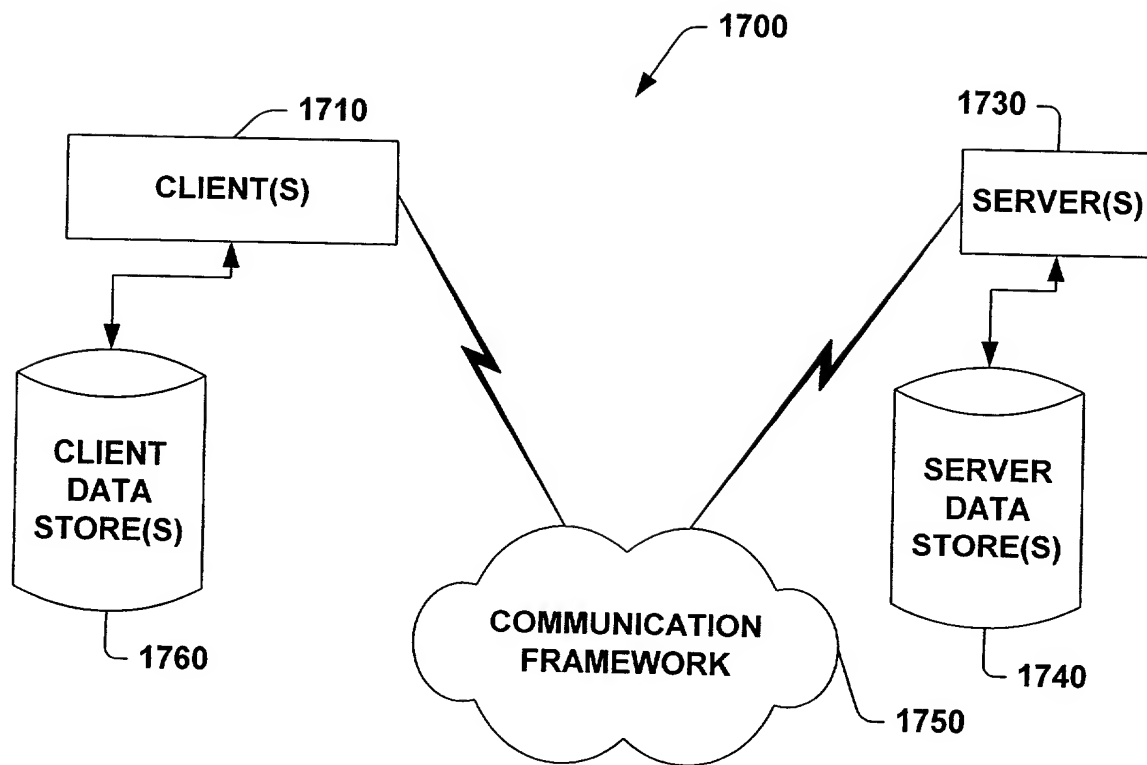 1700
1710
1730
CLIENT(S)
SERVER(S)
CLIENT
DATA
STORE(S)
SERVER
DATA
STORE(S)
COMMUNICATION
FRAMEWORK
1760
1740
1750